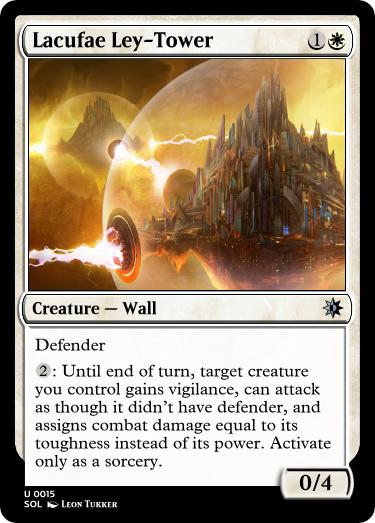 Lacufae Ley-Tower 1
Creature — Wall
Defender
2: Until end of turn, target creature
you control gains vigilance, can attack
as though it didn't have defender, and
assigns combat damage equal to its
toughness instead of its power. Activate
only as a sorcery.
0/4
U 0015
SOL Leon Tukker